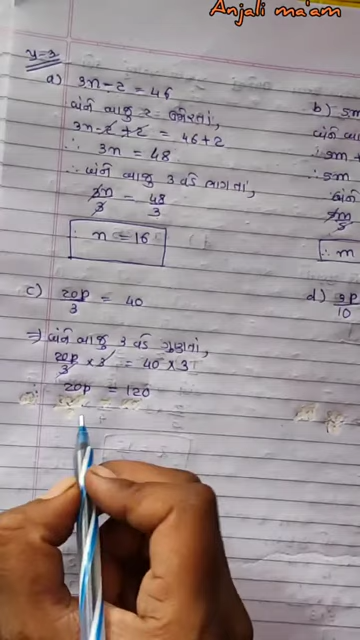 Anjali ma'am
પ્ર-3
a) 3n-2 = 46
બંને બાજુ 2 ઉમેરતાં,
3n-2+2 = 46+2
∴ 3n = 48
∴ બંને બાજુ 3 વડે ભાગતાં,
3n/3 = 48/3
∴ n = 16
b) 5m
બંને બા
∴ 5m +
∴ 5m
બંને
5m/5
∴ m
c) 20p/3 = 40
⇒ બંને બાજુ 3 વડે ગુણતાં,
20p/3 × 3 = 40 × 3
20p = 120
d) 3p/10